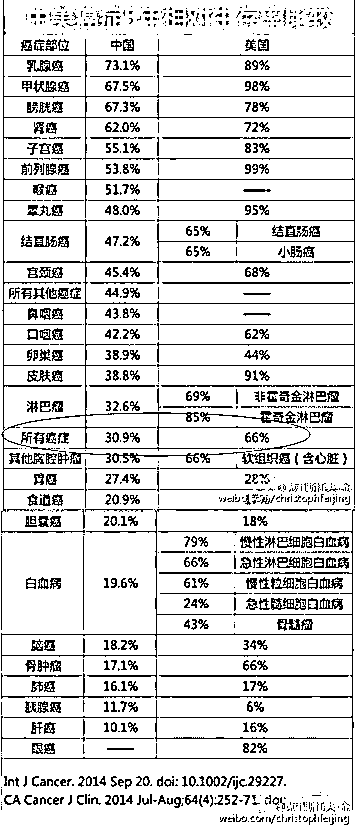 中美癌症5年相对生存率比较
癌症部位 中国 美国
乳腺癌 73.1% 89%
甲状腺癌 67.5% 98%
膀胱癌 67.3% 78%
肾癌 62.0% 72%
子宫癌 55.1% 83%
前列腺癌 53.8% 99%
喉癌 51.7% —
睾丸癌 48.0% 95%
结直肠癌 47.2% 65% 结直肠癌
65% 小肠癌
宫颈癌 45.4% 68%
所有其他癌症 44.9% —
鼻咽癌 43.8% —
口咽癌 42.2% 62%
卵巢癌 38.9% 44%
皮肤癌 38.8% 91%
淋巴瘤 32.6% 69% 非霍奇金淋巴瘤
85% 霍奇金淋巴瘤
所有癌症 30.9% 66%
其他胸腔肿瘤 30.5% 66% 软组织癌（含心脏）
胃癌 27.4% 28%
食道癌 20.9%
weibo.com/christophfeijing
胆囊癌 20.1% 18%
白血病 19.6% 79% 慢性淋巴细胞白血病
66% 急性淋巴细胞白血病
61% 慢性粒细胞白血病
24% 急性髓细胞白血病
43% 骨髓瘤
脑癌 18.2% 34%
骨肿瘤 17.1% 66%
肺癌 16.1% 17%
胰腺癌 11.7% 6%
肝癌 10.1% 16%
眼癌 — 82%
Int J Cancer. 2014 Sep 20. doi: 10.1002/ijc.29227.
CA Cancer J Clin. 2014 Jul-Aug;64(4):252-71. doi:
weibo.com/christophfeijing